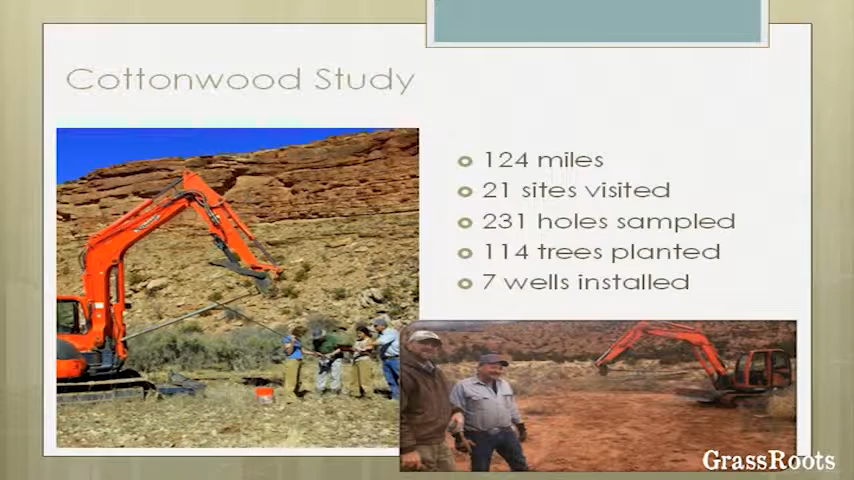 Cottonwood Study
124 miles
21 sites visited
231 holes sampled
114 trees planted
7 wells installed
GrassRoots